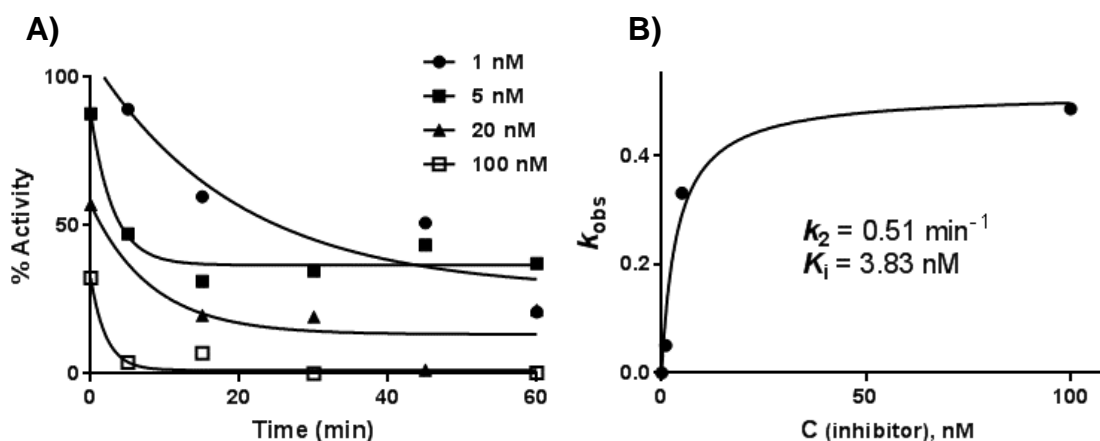 A)
1 nM
5 nM
20 nM
100 nM
100
50
0
% Activity
0
20
40
60
Time (min)
B)
0.4
0.2
0.0
kobs
k2 = 0.51 min-1
Ki = 3.83 nM
0
50
100
C (inhibitor), nM